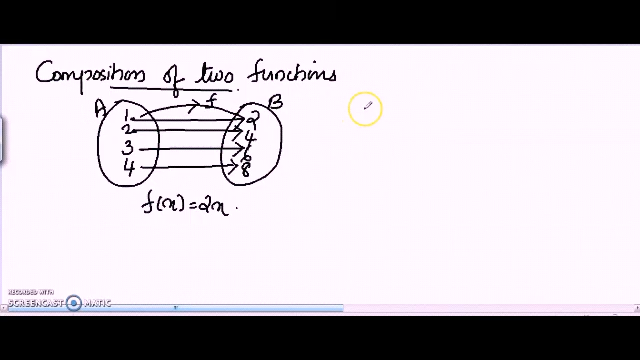 Composition of two functions
A f B
1 2
2 4
3 6
4 8
f(x) = 2x.
RECORDED WITH
SCREENCAST MATIC